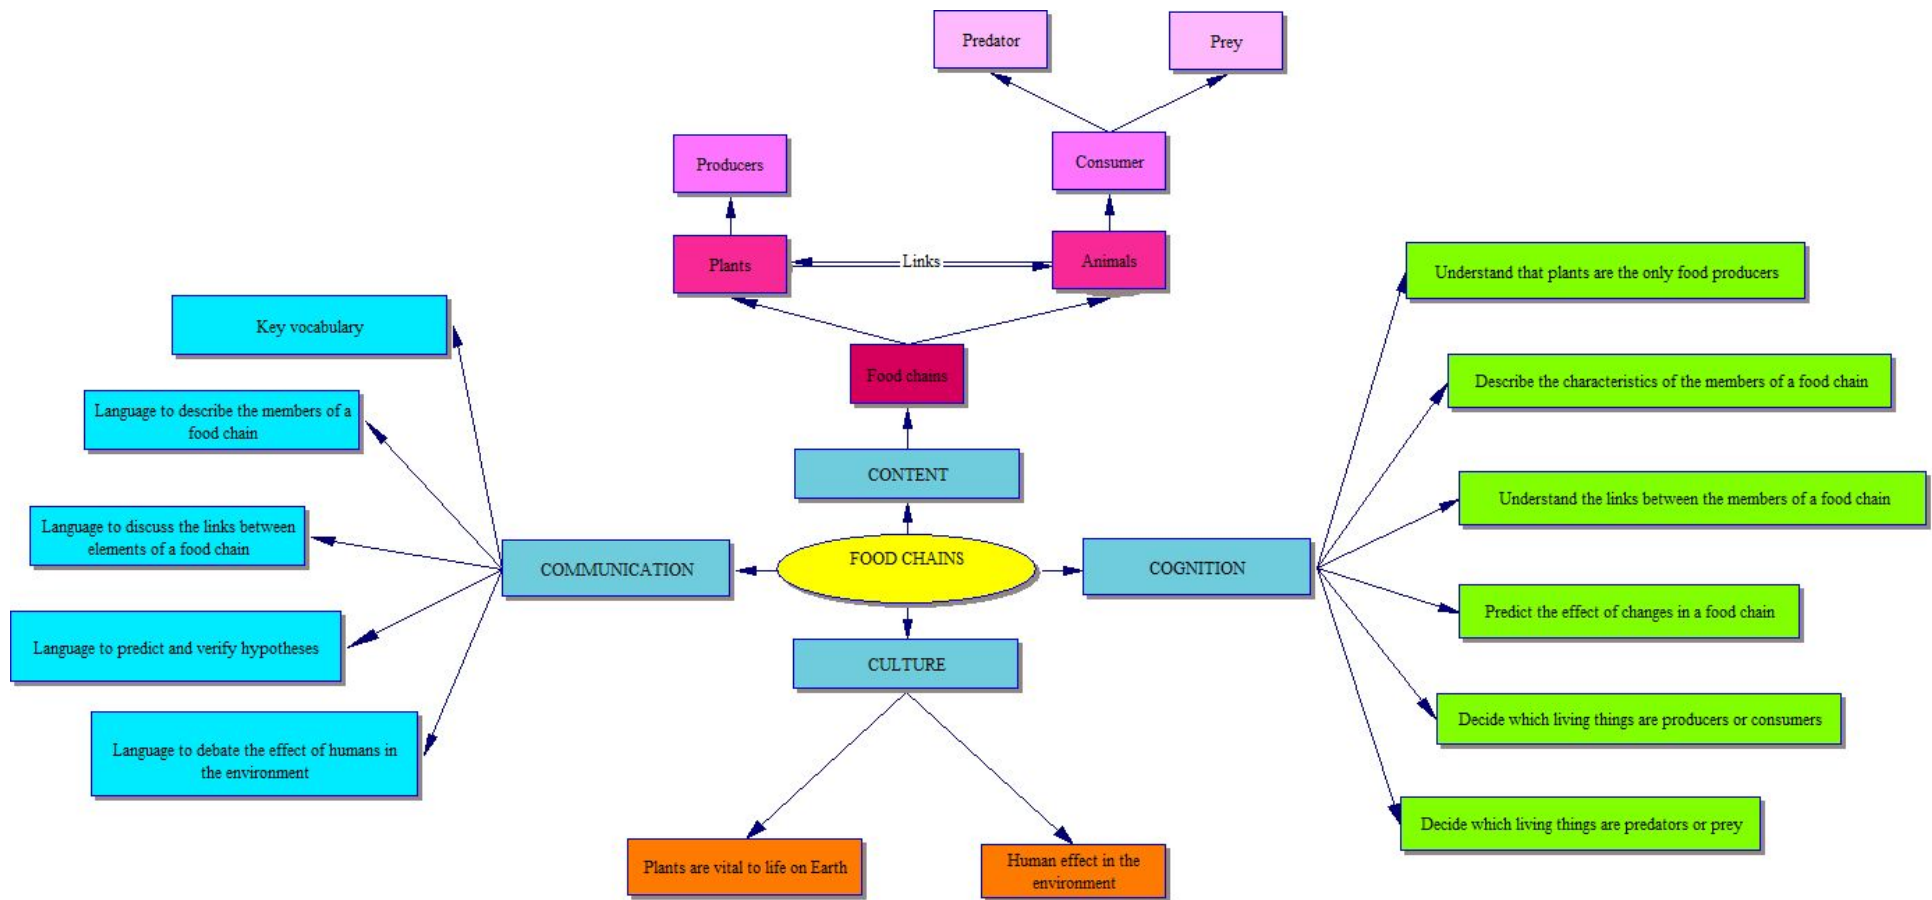 Predator
Prey
Producers
Consumer
Plants
Links
Animals
Food chains
CONTENT
FOOD CHAINS
COMMUNICATION
COGNITION
CULTURE
Key vocabulary
Language to describe the members of a
food chain
Language to discuss the links between
elements of a food chain
Language to predict and verify hypotheses
Language to debate the effect of humans in
the environment
Understand that plants are the only food producers
Describe the characteristics of the members of a food chain
Understand the links between the members of a food chain
Predict the effect of changes in a food chain
Decide which living things are producers or consumers
Decide which living things are predators or prey
Plants are vital to life on Earth
Human effect in the
environment